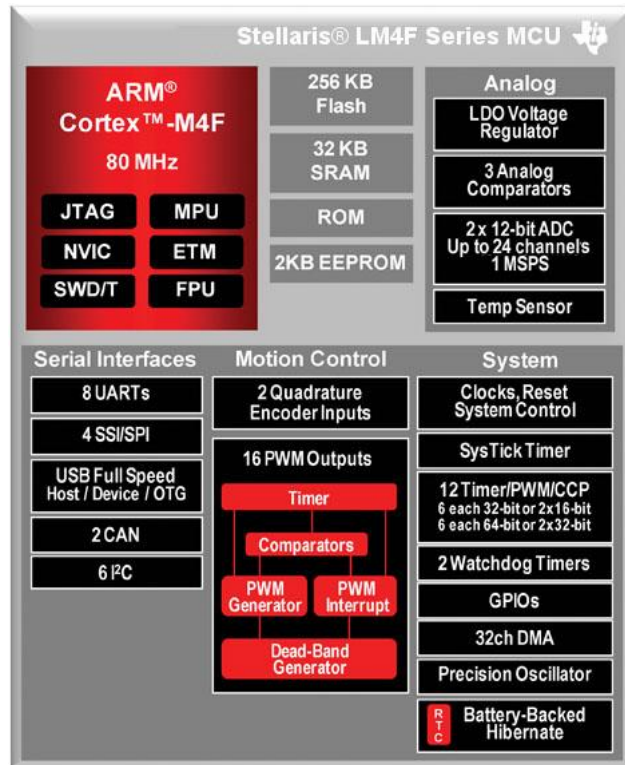 Stellaris® LM4F Series MCU
ARM®
Cortex™-M4F
80 MHz
JTAG
MPU
NVIC
ETM
SWD/T
FPU
256 KB
Flash
32 KB
SRAM
ROM
2KB EEPROM
Analog
LDO Voltage
Regulator
3 Analog
Comparators
2 x 12-bit ADC
Up to 24 channels
1 MSPS
Temp Sensor
Serial Interfaces
8 UARTs
4 SSI/SPI
USB Full Speed
Host / Device / OTG
2 CAN
6 I²C
Motion Control
2 Quadrature
Encoder Inputs
16 PWM Outputs
Timer
Comparators
PWM
Generator
PWM
Interrupt
Dead-Band
Generator
System
Clocks, Reset
System Control
SysTick Timer
12 Timer/PWM/CCP
6 each 32-bit or 2x16-bit
6 each 64-bit or 2x32-bit
2 Watchdog Timers
GPIOs
32ch DMA
Precision Oscillator
RTC
Battery-Backed
Hibernate